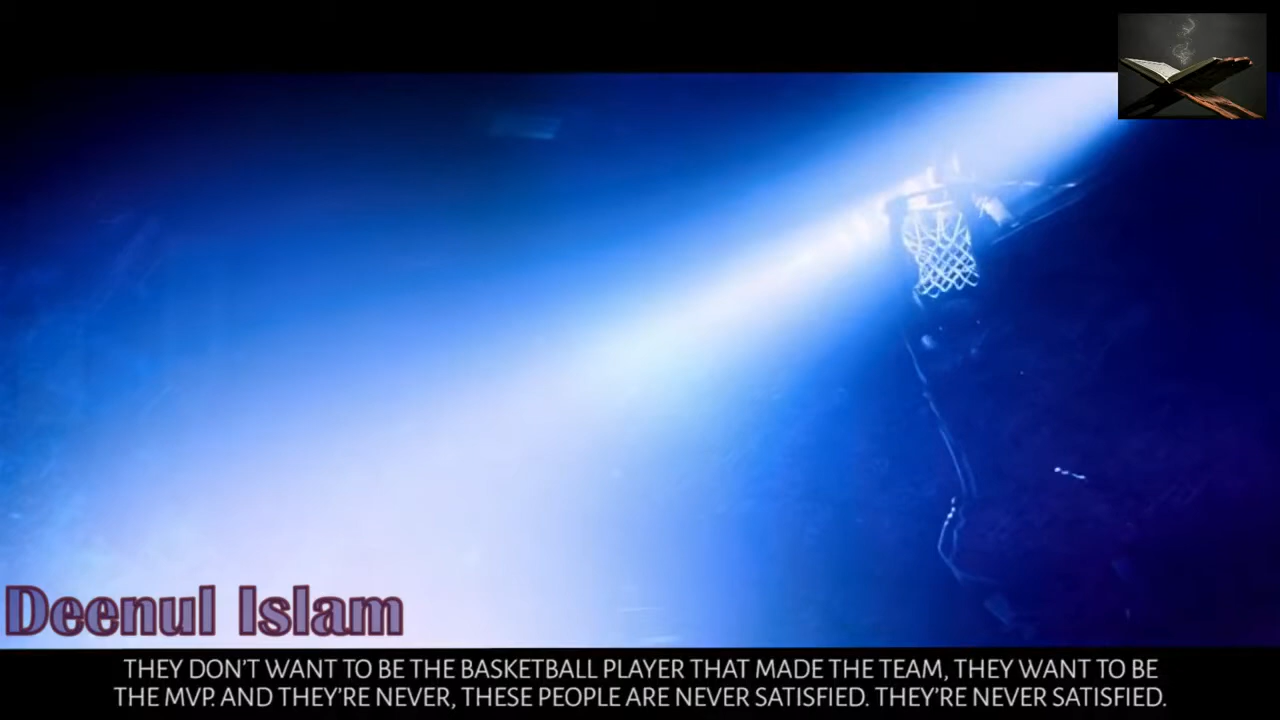 Deenul Islam
THEY DON'T WANT TO BE THE BASKETBALL PLAYER THAT MADE THE TEAM, THEY WANT TO BE
THE MVP. AND THEY'RE NEVER, THESE PEOPLE ARE NEVER SATISFIED. THEY'RE NEVER SATISFIED.